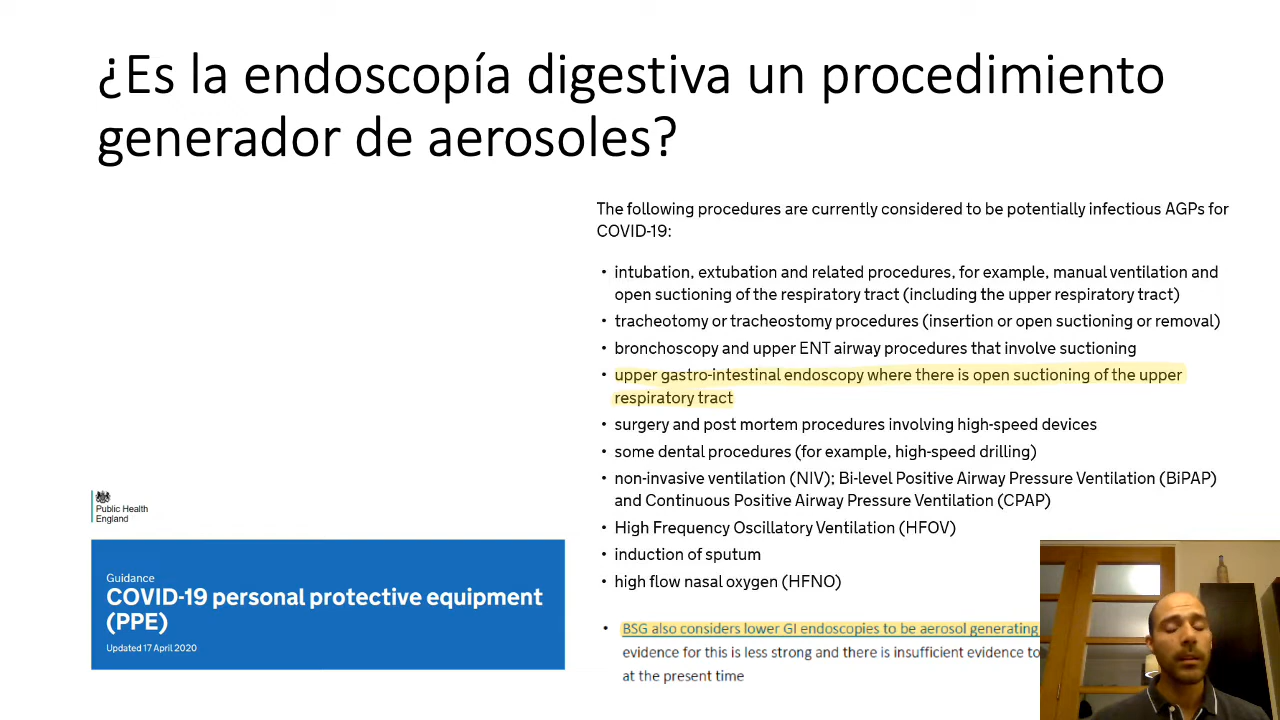 ¿Es la endoscopía digestiva un procedimiento
generador de aerosoles?
The following procedures are currently considered to be potentially infectious AGPs for
COVID-19:
• intubation, extubation and related procedures, for example, manual ventilation and
open suctioning of the respiratory tract (including the upper respiratory tract)
• tracheotomy or tracheostomy procedures (insertion or open suctioning or removal)
• bronchoscopy and upper ENT airway procedures that involve suctioning
• upper gastro-intestinal endoscopy where there is open suctioning of the upper
respiratory tract
• surgery and post mortem procedures involving high-speed devices
• some dental procedures (for example, high-speed drilling)
• non-invasive ventilation (NIV); Bi-level Positive Airway Pressure Ventilation (BiPAP)
and Continuous Positive Airway Pressure Ventilation (CPAP)
• High Frequency Oscillatory Ventilation (HFOV)
• induction of sputum
• high flow nasal oxygen (HFNO)
• BSG also considers lower GI endoscopies to be aerosol generating
evidence for this is less strong and there is insufficient evidence to
at the present time
Public Health
England
Guidance
COVID-19 personal protective equipment
(PPE)
Updated 17 April 2020